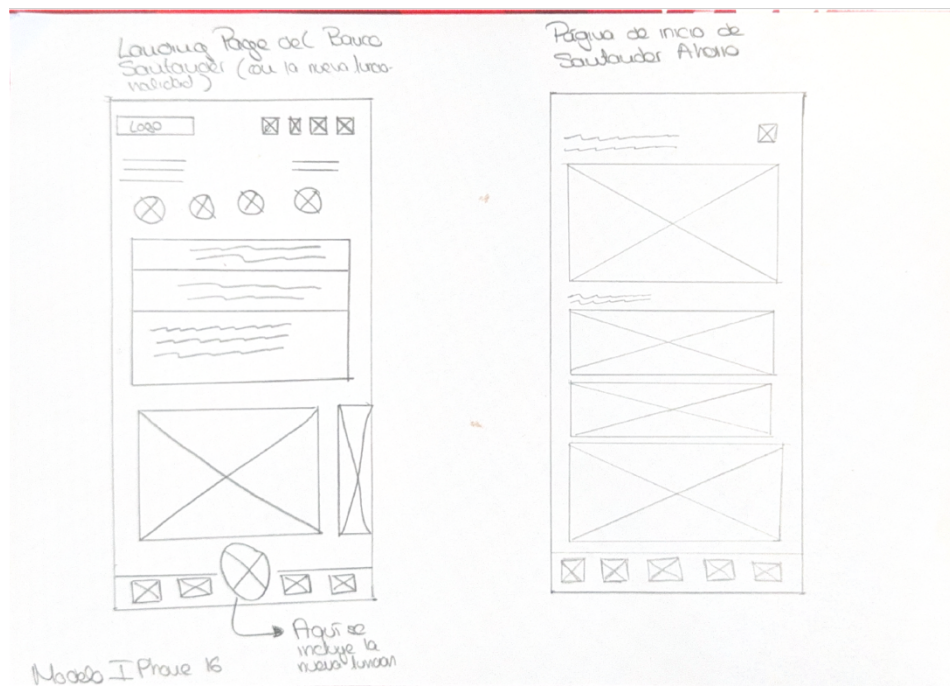 Landing Page del Banco
Santander (con la nueva funcio-
nalidad)
Página de inicio de
Santander Ahorro
LOGO
Aquí se
incluye la
nueva funcion
Modelo IPhone 16